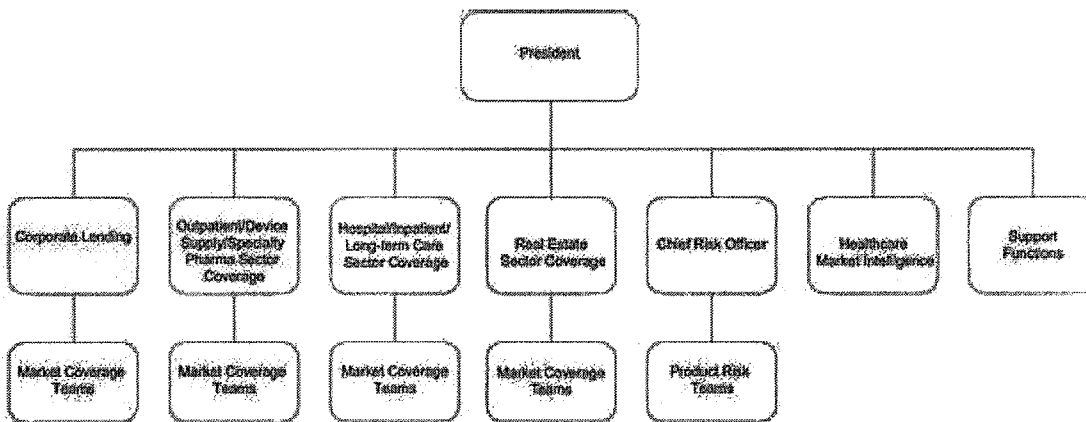 President
Corporate Lending
Outpatient/Device
Supply/Specialty
Pharma Sector
Coverage
Hospital/Inpatient/
Long-term Care
Sector Coverage
Real Estate
Sector Coverage
Chief Risk Officer
Healthcare
Market Intelligence
Support
Functions
Market Coverage
Teams
Market Coverage
Teams
Market Coverage
Teams
Market Coverage
Teams
Product Risk
Teams